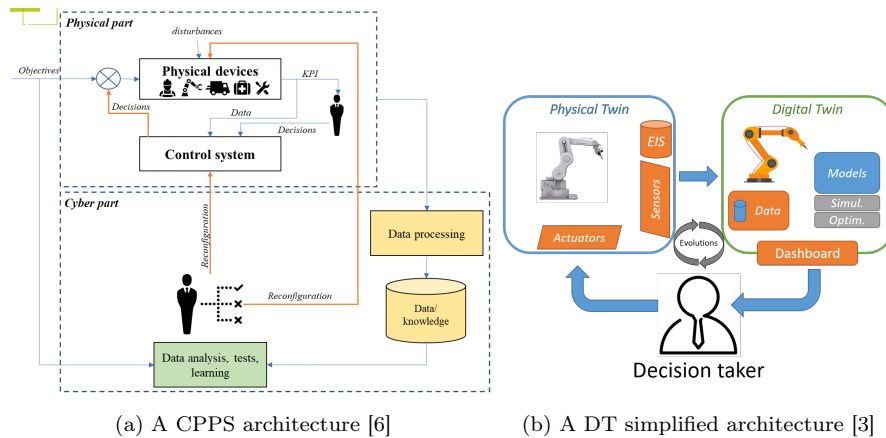 Physical part
disturbances
Objectives
Physical devices
KPI
Decisions
Data
Decisions
Control system
Cyber part
Reconfiguration
Data processing
Reconfiguration
Data/
knowledge
Data analysis, tests,
learning
(a) A CPPS architecture [6]
Physical Twin
Digital Twin
EIS
Sensors
Actuators
Models
Simul.
Optim.
Data
Evolutions
Dashboard
Decision taker
(b) A DT simplified architecture [3]